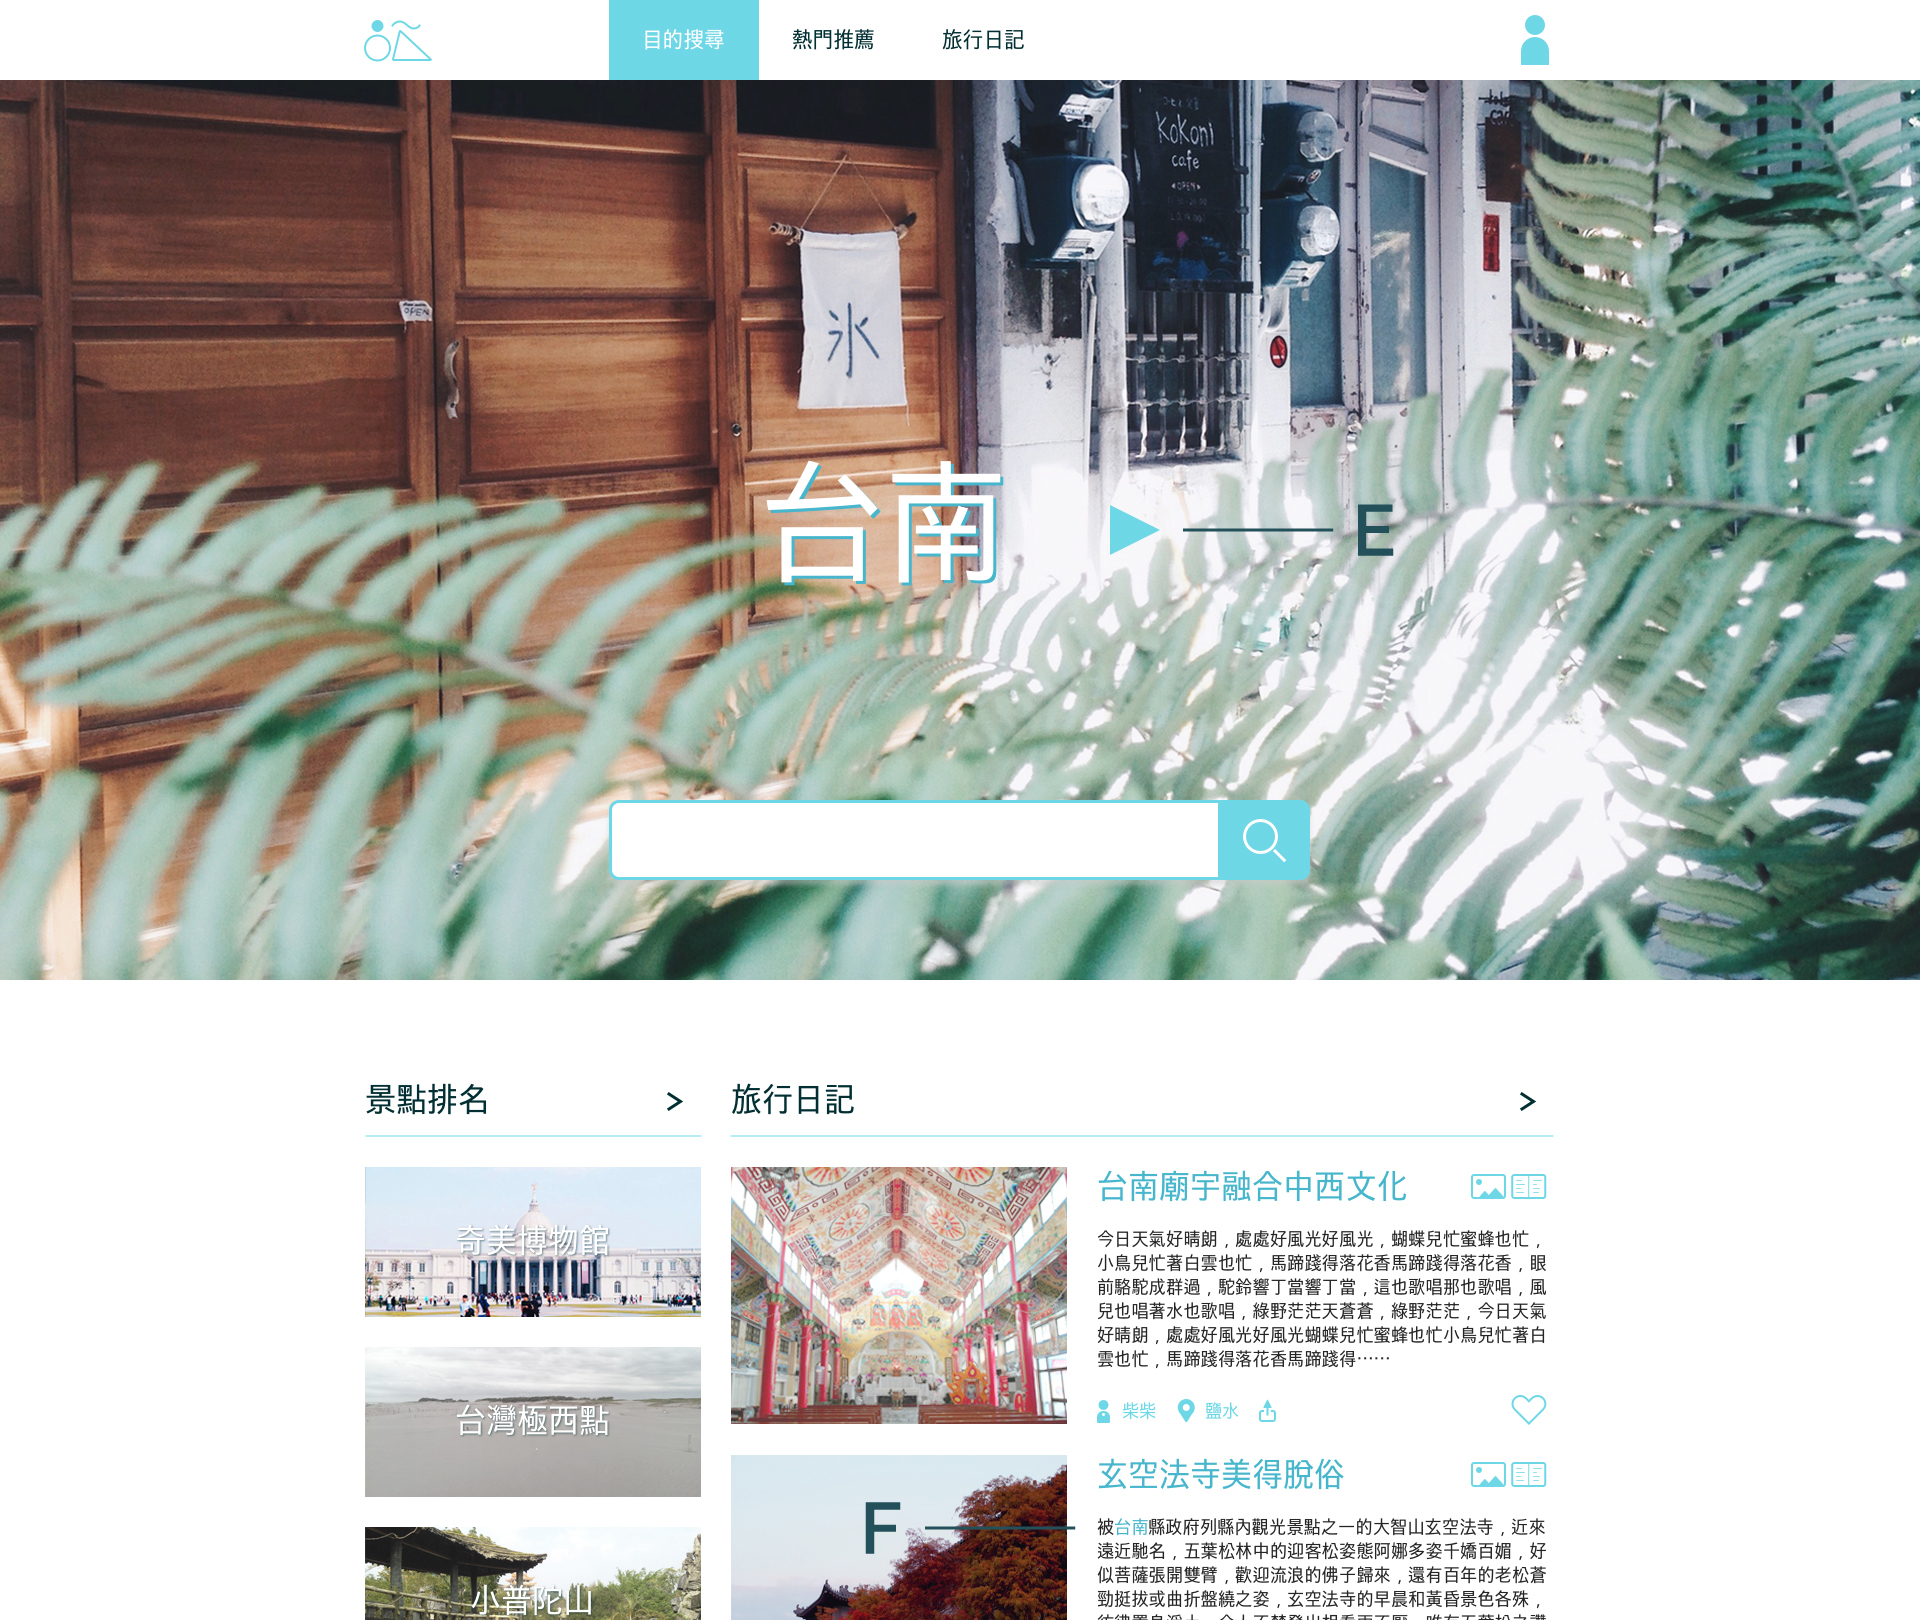 目的搜尋
熱門推薦
旅行日記
KoKoni
cafe
OPEN
OPEN
氷
台南
E
景點排名
旅行日記
奇美博物館
台灣極西點
小普陀山
台南廟宇融合中西文化
今日天氣好晴朗，處處好風光好風光，蝴蝶兒忙蜜蜂也忙，
小鳥兒忙著白雲也忙，馬蹄踐得落花香馬蹄踐得落花香，眼
前駱駝成群過，駝鈴響丁當響丁當，這也歌唱那也歌唱，風
兒也唱著水也歌唱，綠野茫茫天蒼蒼，綠野茫茫，今日天氣
好晴朗，處處好風光好風光蝴蝶兒忙蜜蜂也忙小鳥兒忙著白
雲也忙，馬蹄踐得落花香馬蹄踐得⋯⋯
柴柴
鹽水
玄空法寺美得脫俗
F
被台南縣政府列縣內觀光景點之一的大智山玄空法寺，近來
遠近馳名，五葉松林中的迎客松姿態阿娜多姿千嬌百媚，好
似菩薩張開雙臂，歡迎流浪的佛子歸來，還有百年的老松蒼
勁挺拔或曲折盤繞之姿，玄空法寺的早晨和黃昏景色各殊，